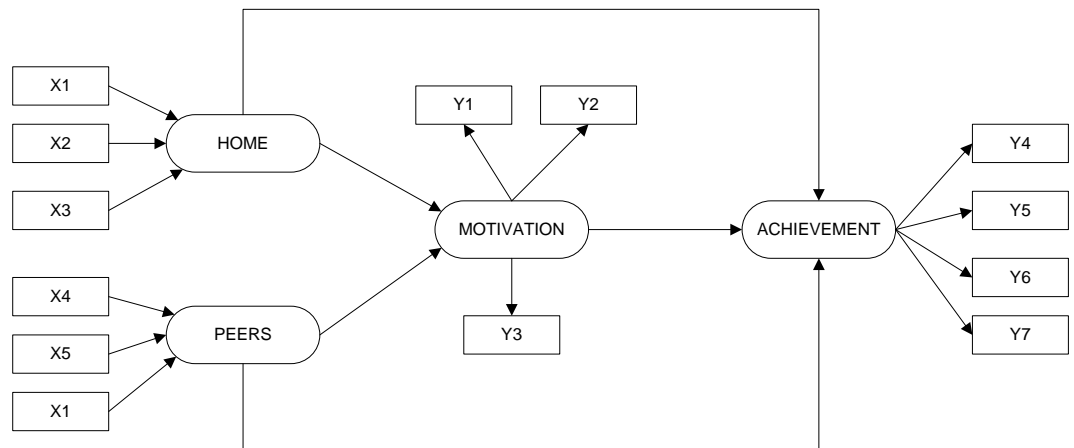 X1
X2
X3
HOME
X4
X5
X1
PEERS
Y1
Y2
MOTIVATION
Y3
ACHIEVEMENT
Y4
Y5
Y6
Y7